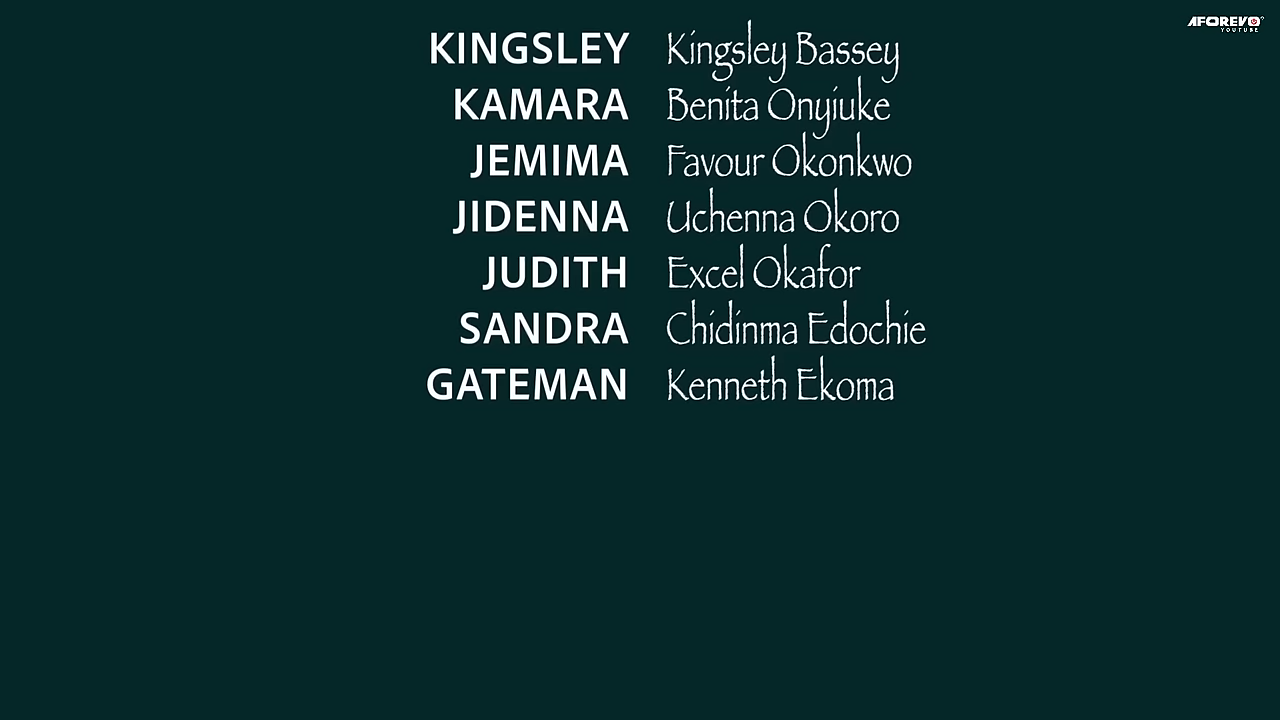 AFOREVO
YOUTUBE
KINGSLEY Kingsley Bassey
KAMARA Benita Onyiuke
JEMIMA Favour Okonkwo
JIDENNA Uchenna Okoro
JUDITH Excel Okafor
SANDRA Chidinma Edochie
GATEMAN Kenneth Ekoma